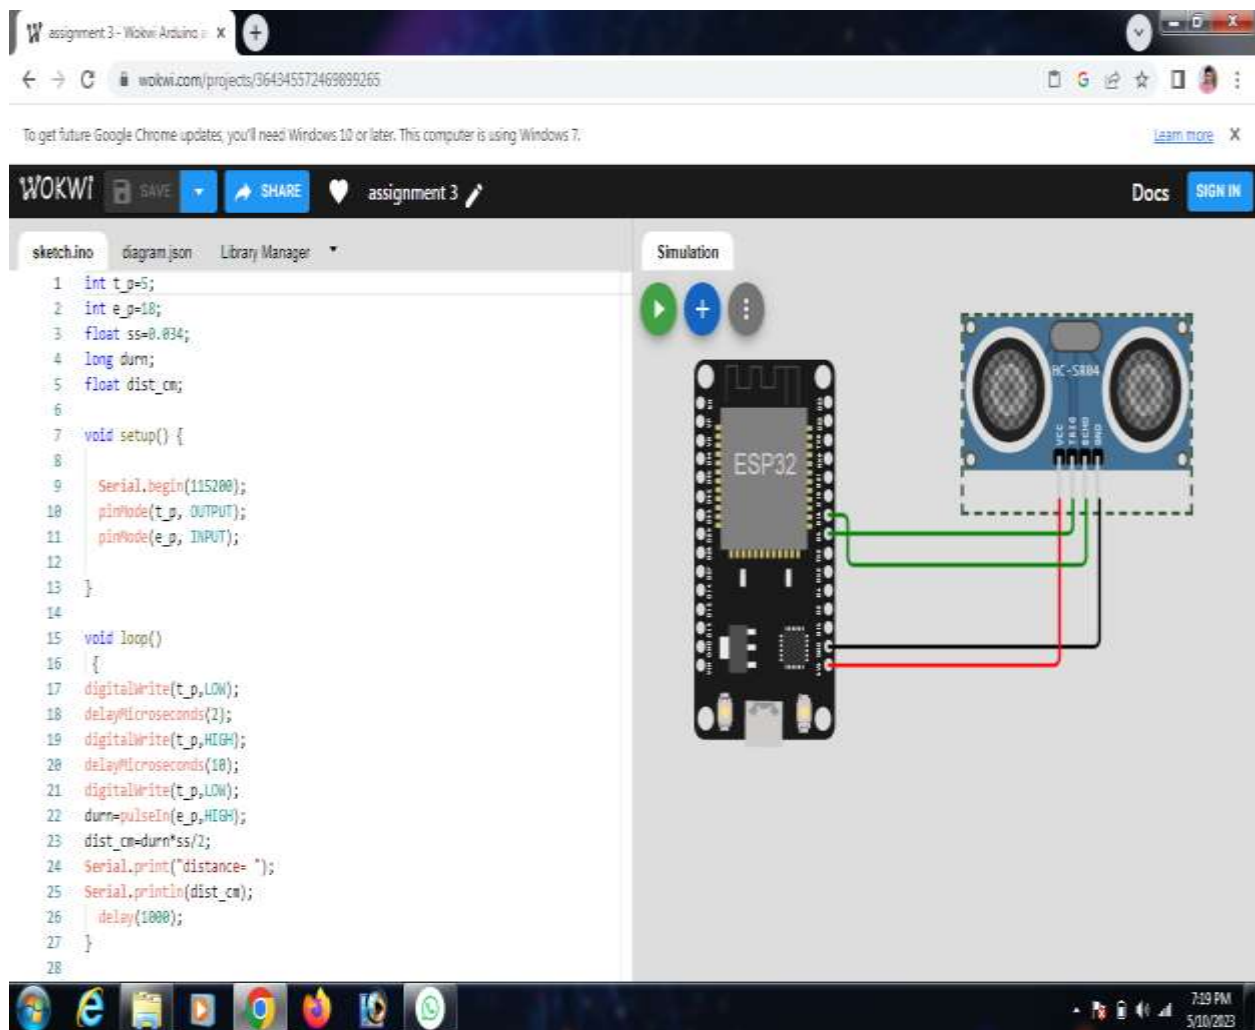 assignment 3 - Wokwi Arduino a
wokwi.com/projects/364345572469899265
To get future Google Chrome updates, you'll need Windows 10 or later. This computer is using Windows 7.
Learn more
WOKWI SAVE SHARE assignment 3 Docs SIGN IN
sketch.ino diagram.json Library Manager
Simulation
1 int t_p=5;
2 int e_p=18;
3 float ss=0.034;
4 long durn;
5 float dist_cm;
6
7 void setup() {
8
9 Serial.begin(115200);
10 pinMode(t_p, OUTPUT);
11 pinMode(e_p, INPUT);
12
13 }
14
15 void loop()
16 {
17 digitalWrite(t_p,LOW);
18 delayMicroseconds(2);
19 digitalWrite(t_p,HIGH);
20 delayMicroseconds(10);
21 digitalWrite(t_p,LOW);
22 durn=pulseIn(e_p,HIGH);
23 dist_cm=durn*ss/2;
24 Serial.print("distance= ");
25 Serial.println(dist_cm);
26 delay(1000);
27 }
28
ESP32
HC-SR04
VCC
TRIG
ECHO
GND
7:19 PM
5/10/2023